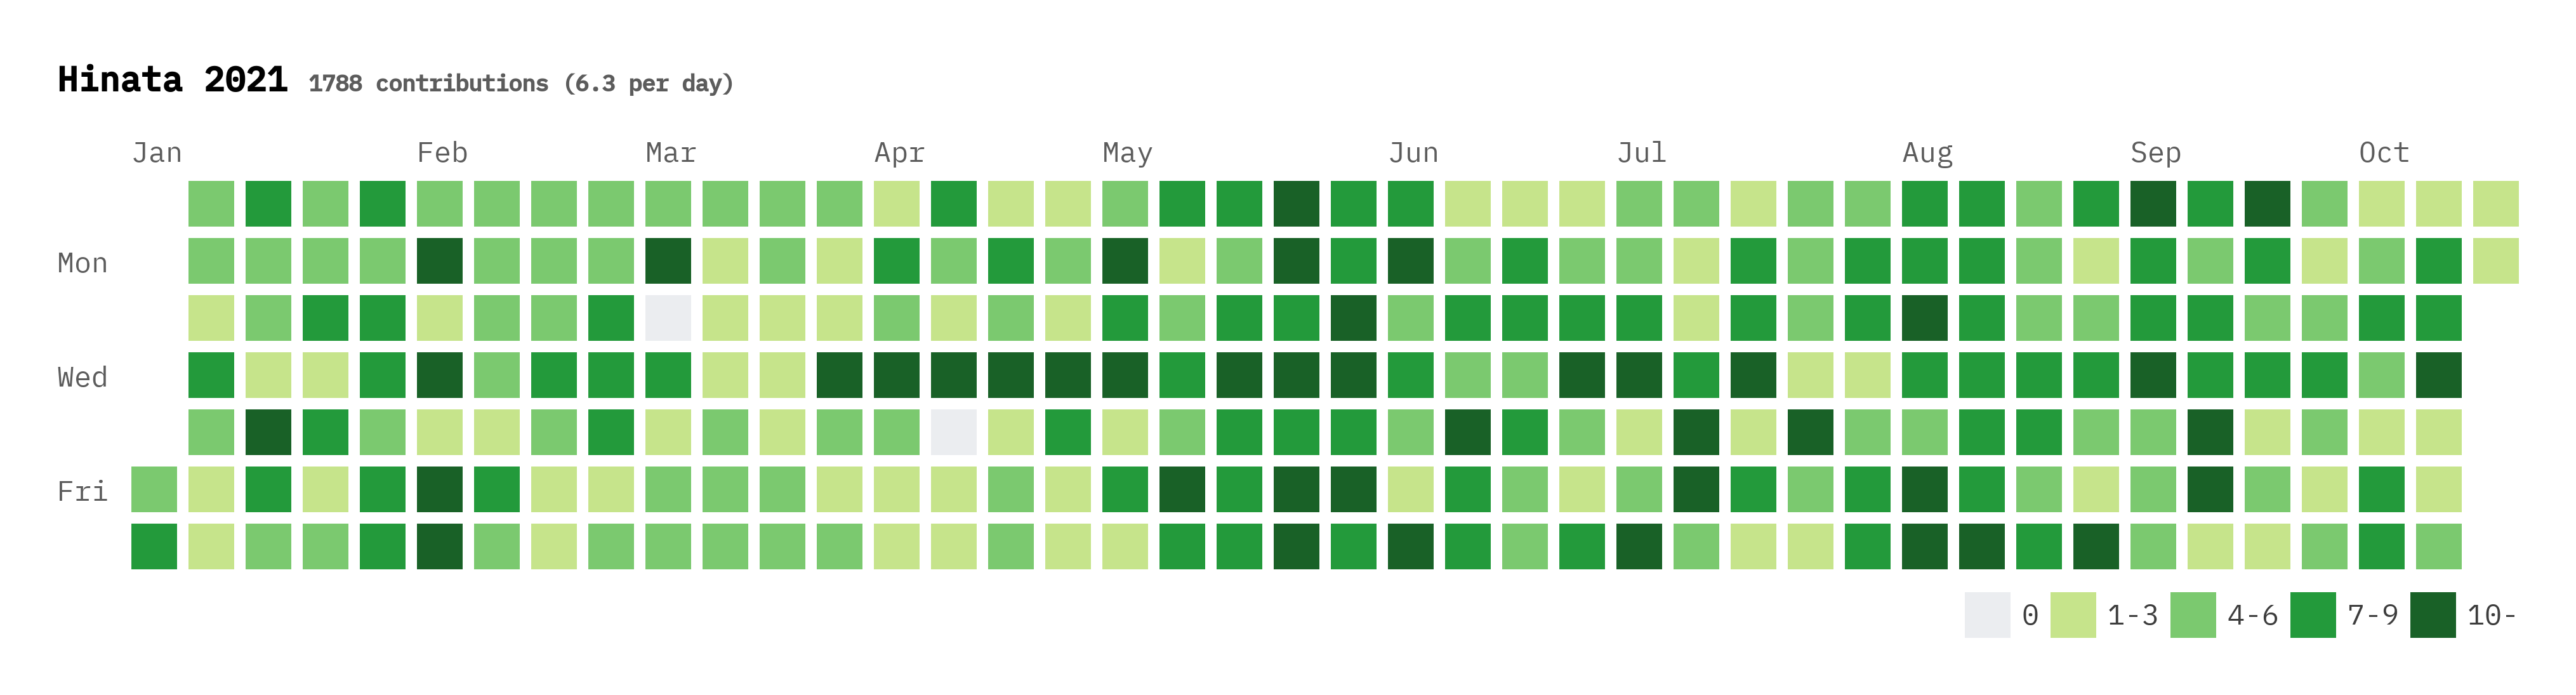 Hinata 2021 1788 contributions (6.3 per day)
Jan Feb Mar Apr May Jun Jul Aug Sep Oct
Mon
Wed
Fri
0 1-3 4-6 7-9 10-